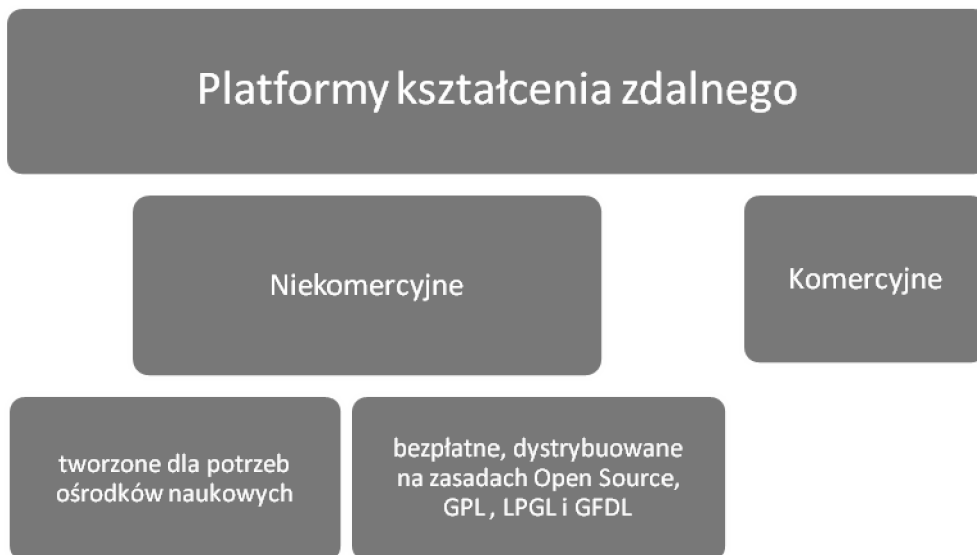 Platformy kształcenia zdalnego
Niekomercyjne
Komercyjne
tworzone dla potrzeb
ośrodków naukowych
bezpłatne, dystrybuowane
na zasadach Open Source,
GPL , LPGL i GFDL